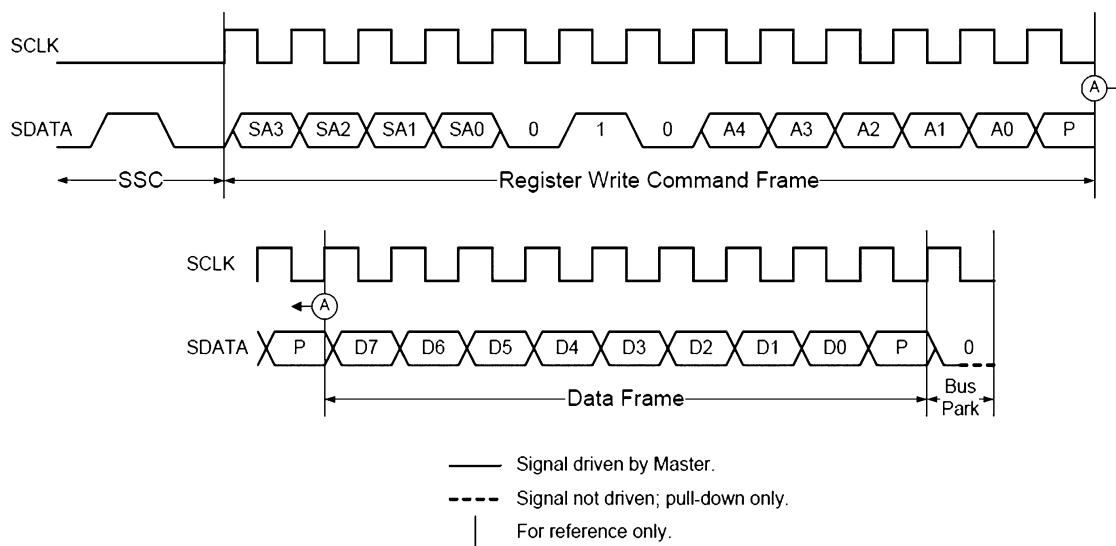 SCLK
A
SDATA SA3 SA2 SA1 SA0 0 1 0 A4 A3 A2 A1 A0 P
SSC Register Write Command Frame
SCLK
A
SDATA P D7 D6 D5 D4 D3 D2 D1 D0 P 0
Data Frame Bus
Park
Signal driven by Master.
Signal not driven; pull-down only.
For reference only.